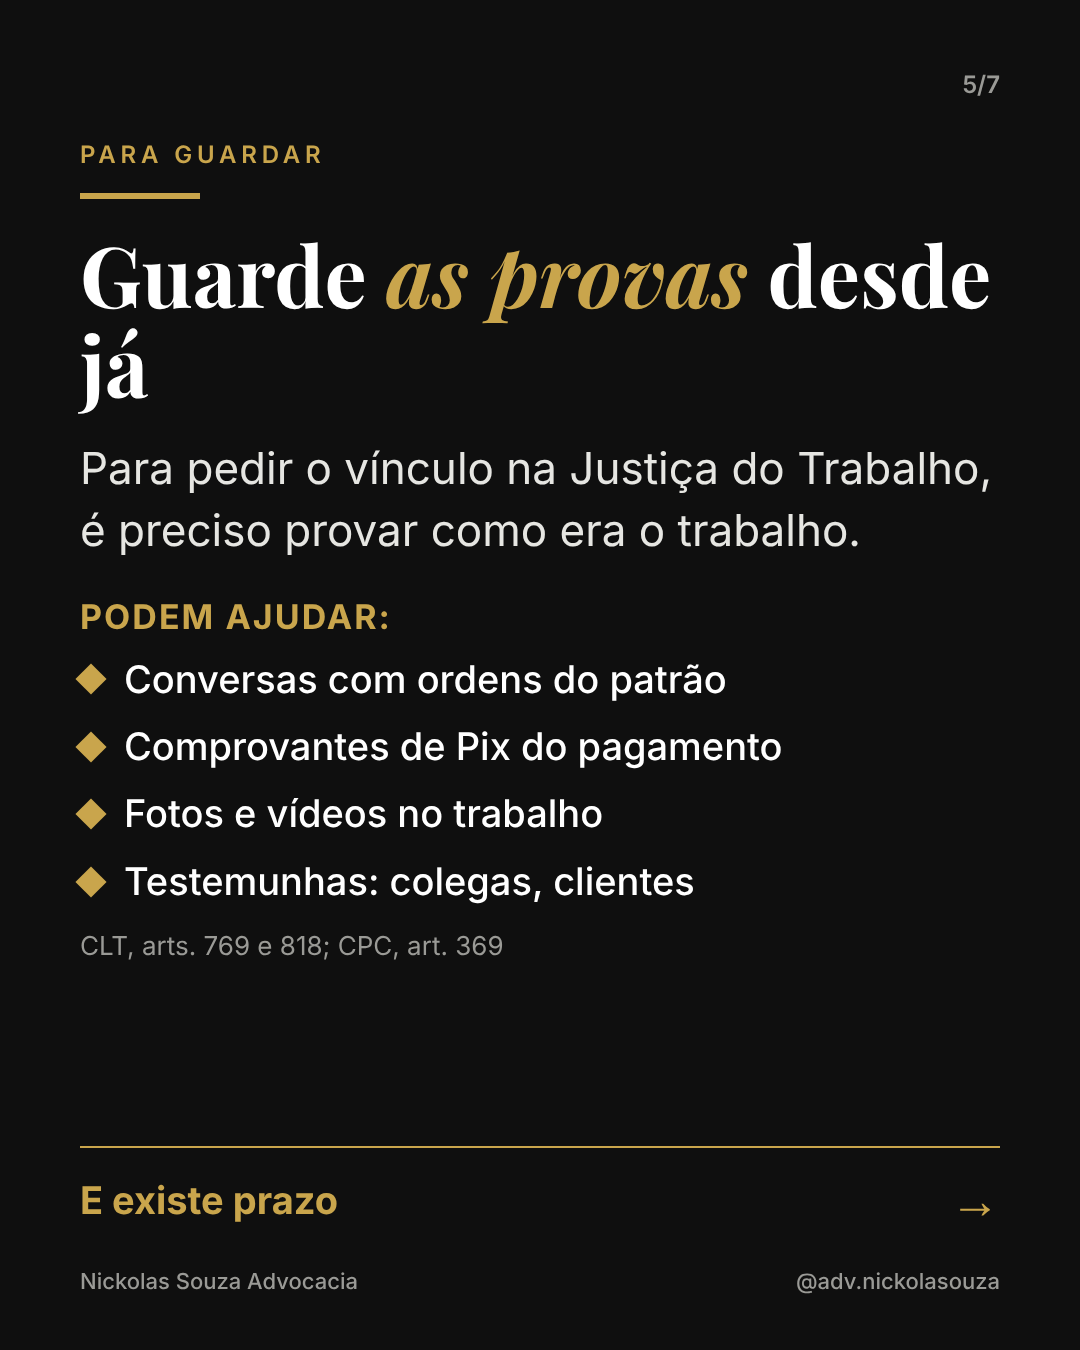 5/7
PARA GUARDAR
Guarde as provas desde
já
Para pedir o vínculo na Justiça do Trabalho,
é preciso provar como era o trabalho.
PODEM AJUDAR:
Conversas com ordens do patrão
Comprovantes de Pix do pagamento
Fotos e vídeos no trabalho
Testemunhas: colegas, clientes
CLT, arts. 769 e 818; CPC, art. 369
E existe prazo →
Nickolas Souza Advocacia @adv.nickolasouza